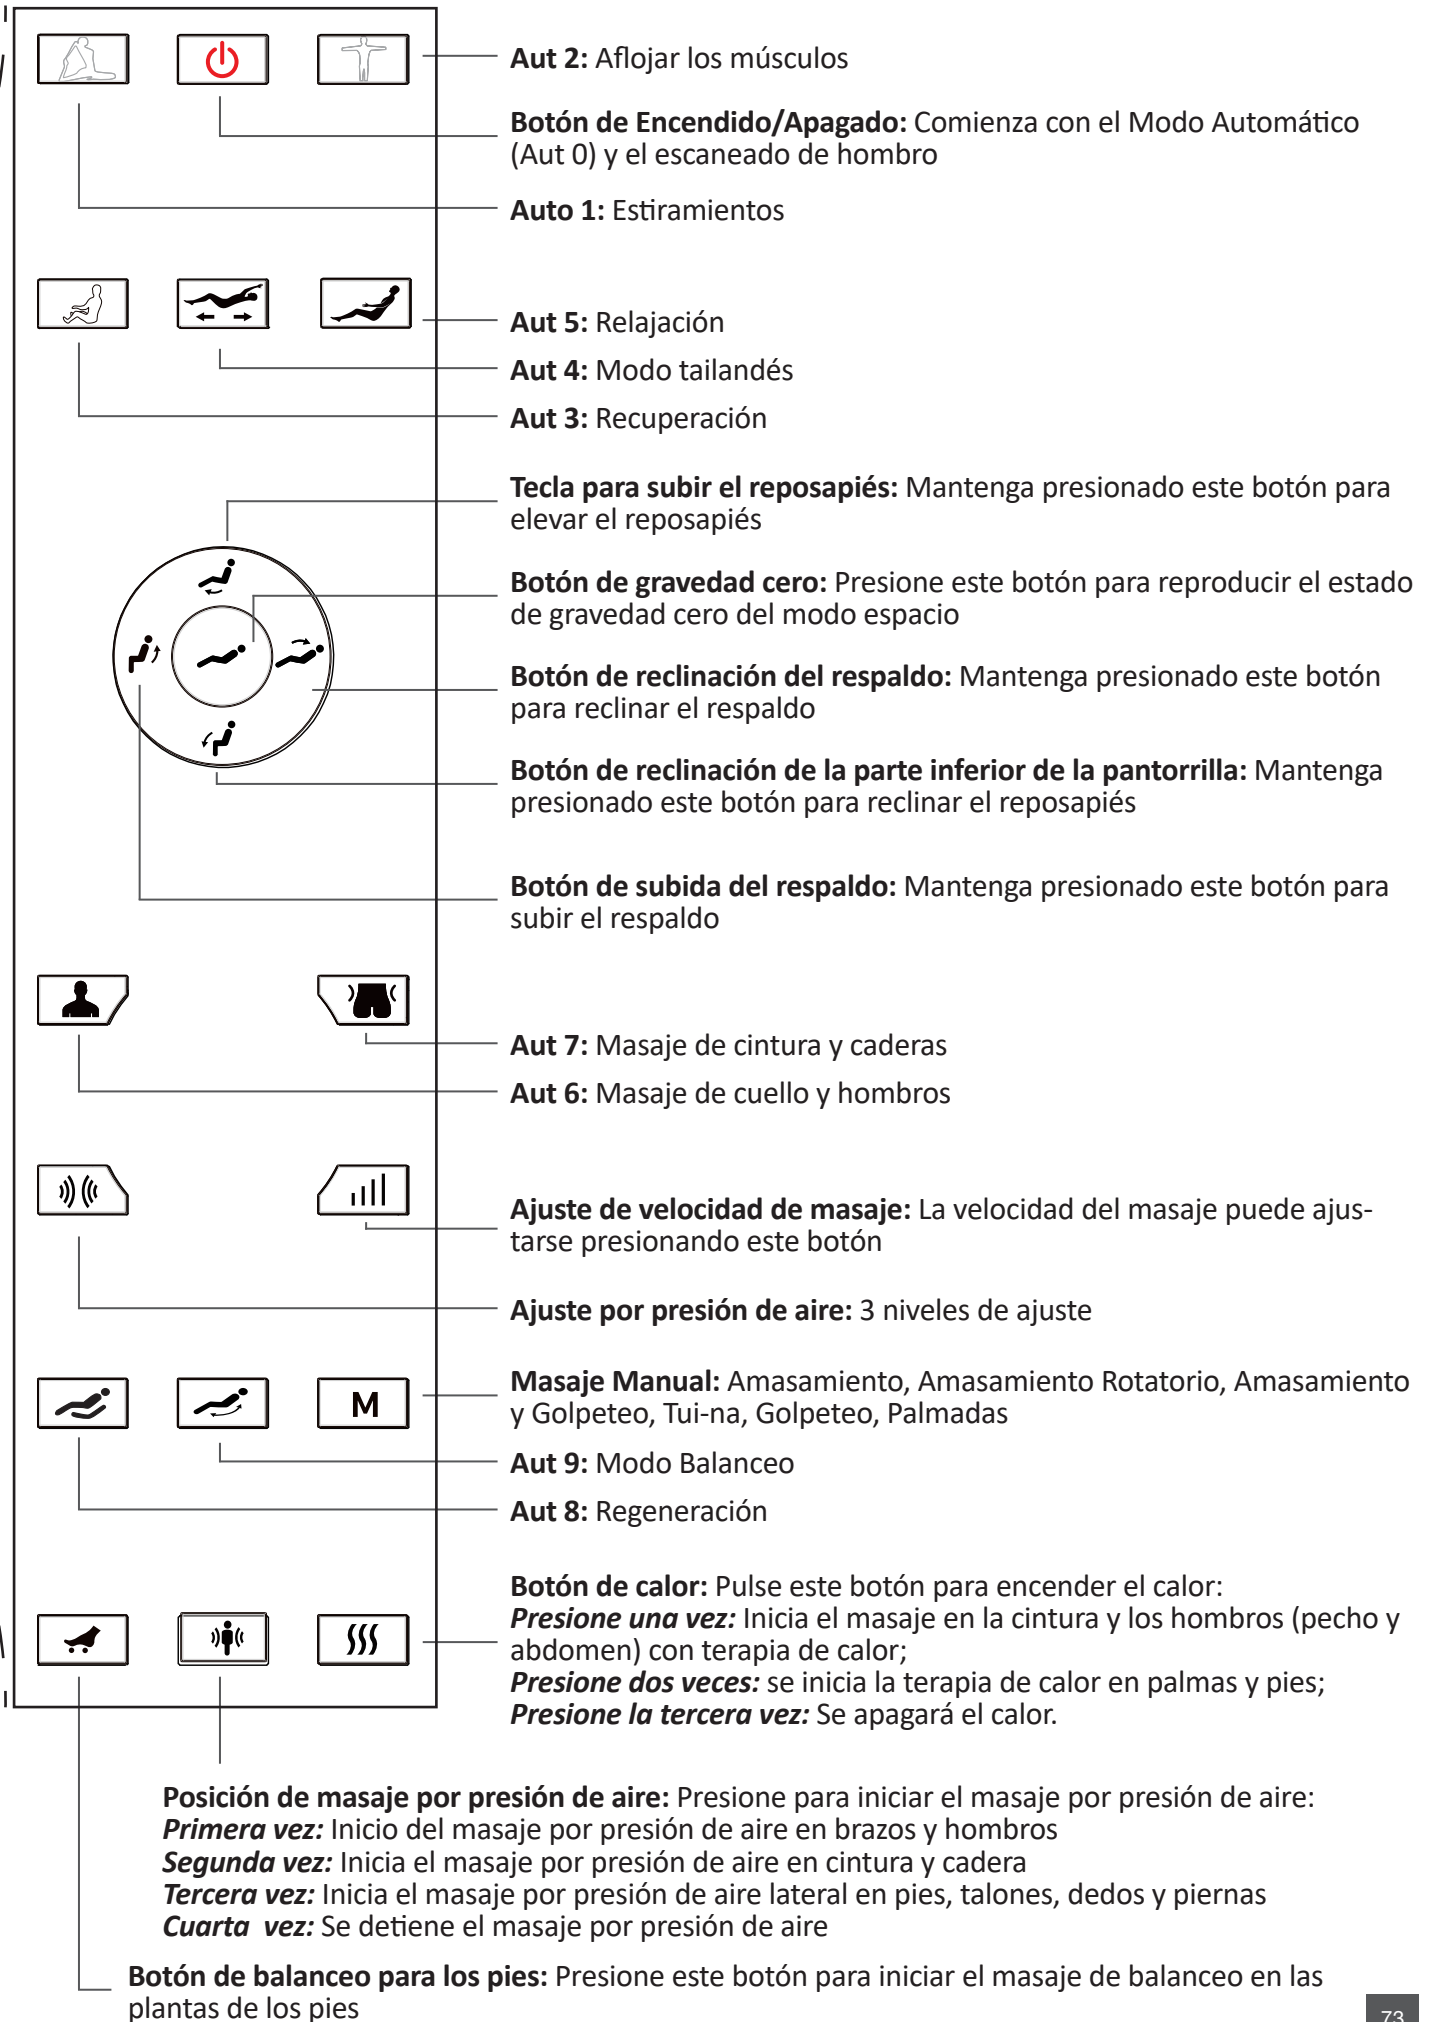 Aut 2: Aflojar los músculos
Botón de Encendido/Apagado: Comienza con el Modo Automático
(Aut 0) y el escaneado de hombro
Auto 1: Estiramientos
Aut 5: Relajación
Aut 4: Modo tailandés
Aut 3: Recuperación
Tecla para subir el reposapiés: Mantenga presionado este botón para
elevar el reposapiés
Botón de gravedad cero: Presione este botón para reproducir el estado
de gravedad cero del modo espacio
Botón de reclinación del respaldo: Mantenga presionado este botón
para reclinar el respaldo
Botón de reclinación de la parte inferior de la pantorrilla: Mantenga
presionado este botón para reclinar el reposapiés
Botón de subida del respaldo: Mantenga presionado este botón para
subir el respaldo
Aut 7: Masaje de cintura y caderas
Aut 6: Masaje de cuello y hombros
Ajuste de velocidad de masaje: La velocidad del masaje puede ajus-
tarse presionando este botón
Ajuste por presión de aire: 3 niveles de ajuste
M
Masaje Manual: Amasamiento, Amasamiento Rotatorio, Amasamiento
y Golpeteo, Tui-na, Golpeteo, Palmadas
Aut 9: Modo Balanceo
Aut 8: Regeneración
Botón de calor: Pulse este botón para encender el calor:
Presione una vez: Inicia el masaje en la cintura y los hombros (pecho y
abdomen) con terapia de calor;
Presione dos veces: se inicia la terapia de calor en palmas y pies;
Presione la tercera vez: Se apagará el calor.
Posición de masaje por presión de aire: Presione para iniciar el masaje por presión de aire:
Primera vez: Inicio del masaje por presión de aire en brazos y hombros
Segunda vez: Inicia el masaje por presión de aire en cintura y cadera
Tercera vez: Inicia el masaje por presión de aire lateral en pies, talones, dedos y piernas
Cuarta  vez: Se detiene el masaje por presión de aire
Botón de balanceo para los pies: Presione este botón para iniciar el masaje de balanceo en las
plantas de los pies
73